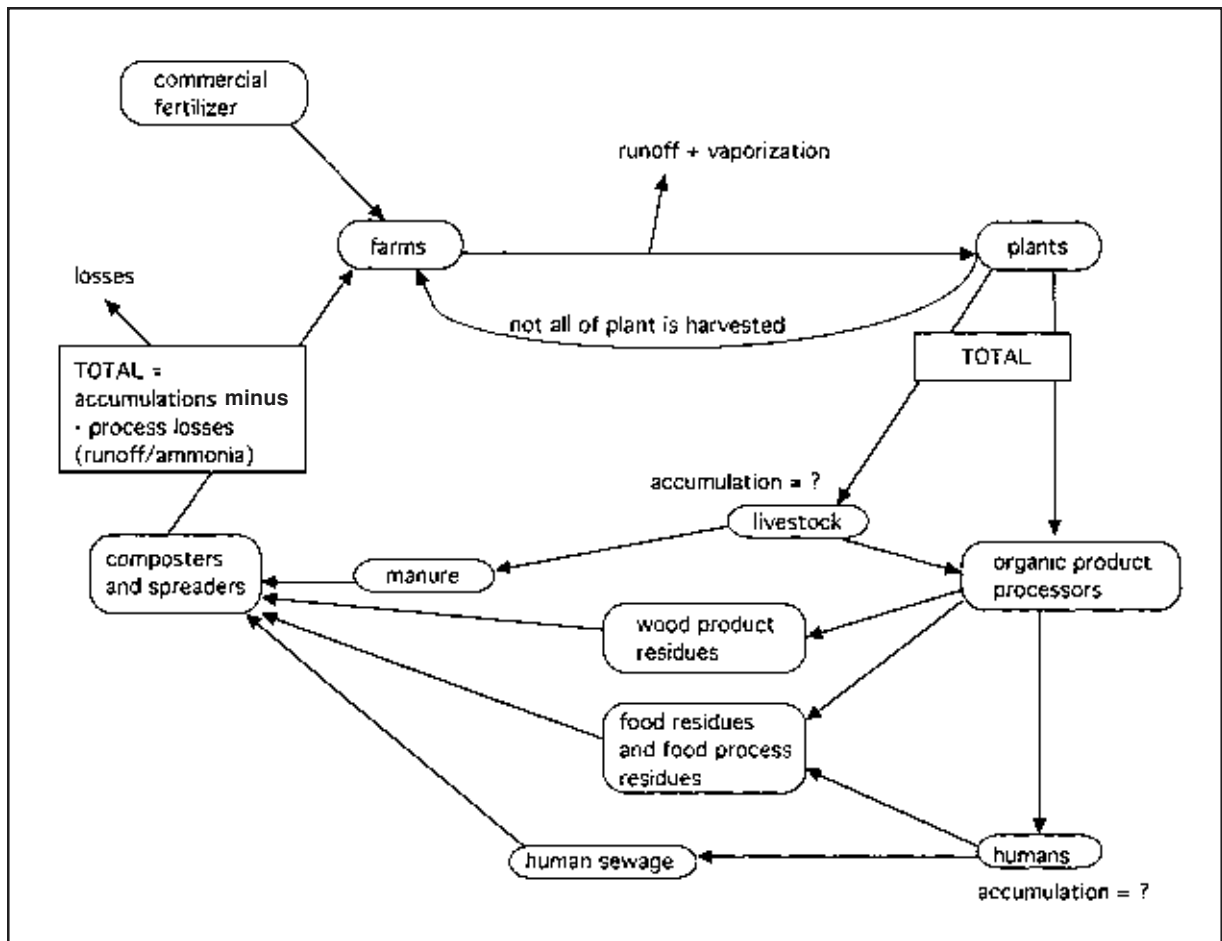 commercial
fertilizer
runoff + vaporization
farms
plants
losses
not all of plant is harvested
TOTAL
TOTAL =
accumulations minus
- process losses
(runoff/ammonia)
accumulation = ?
livestock
composters
and spreaders
manure
organic product
processors
wood product
residues
food residues
and food process
residues
human sewage
humans
accumulation = ?